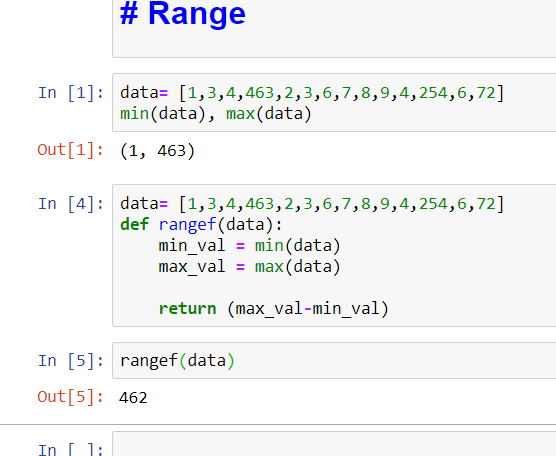 # Range
In [1]: data= [1,3,4,463,2,3,6,7,8,9,4,254,6,72]
min(data), max(data)
Out[1]: (1, 463)
In [4]: data= [1,3,4,463,2,3,6,7,8,9,4,254,6,72]
def rangef(data):
    min_val = min(data)
    max_val = max(data)
    return (max_val-min_val)
In [5]: rangef(data)
Out[5]: 462
In [ ]: